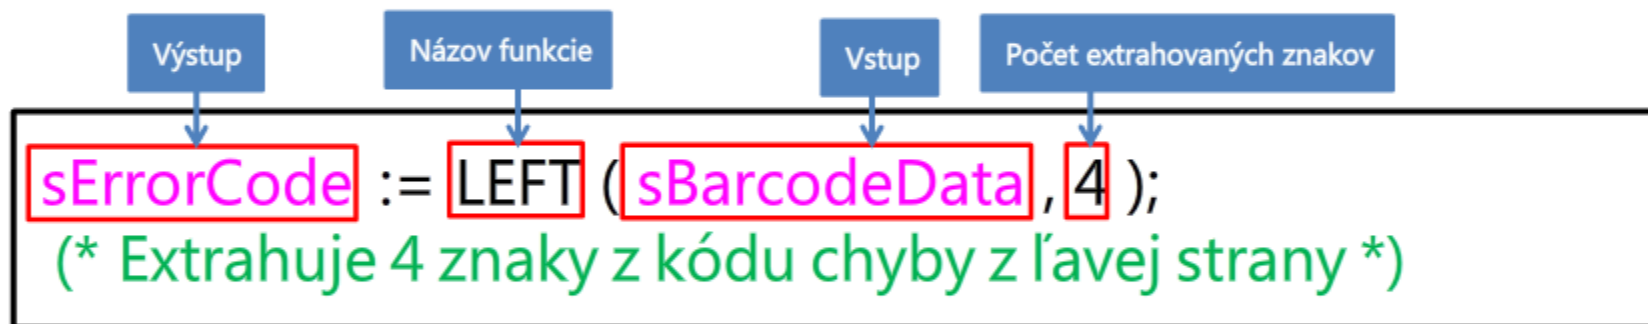 Výstup
Názov funkcie
Vstup
Počet extrahovaných znakov
sErrorCode := LEFT ( sBarcodeData , 4 );
(* Extrahuje 4 znaky z kódu chyby z ľavej strany *)